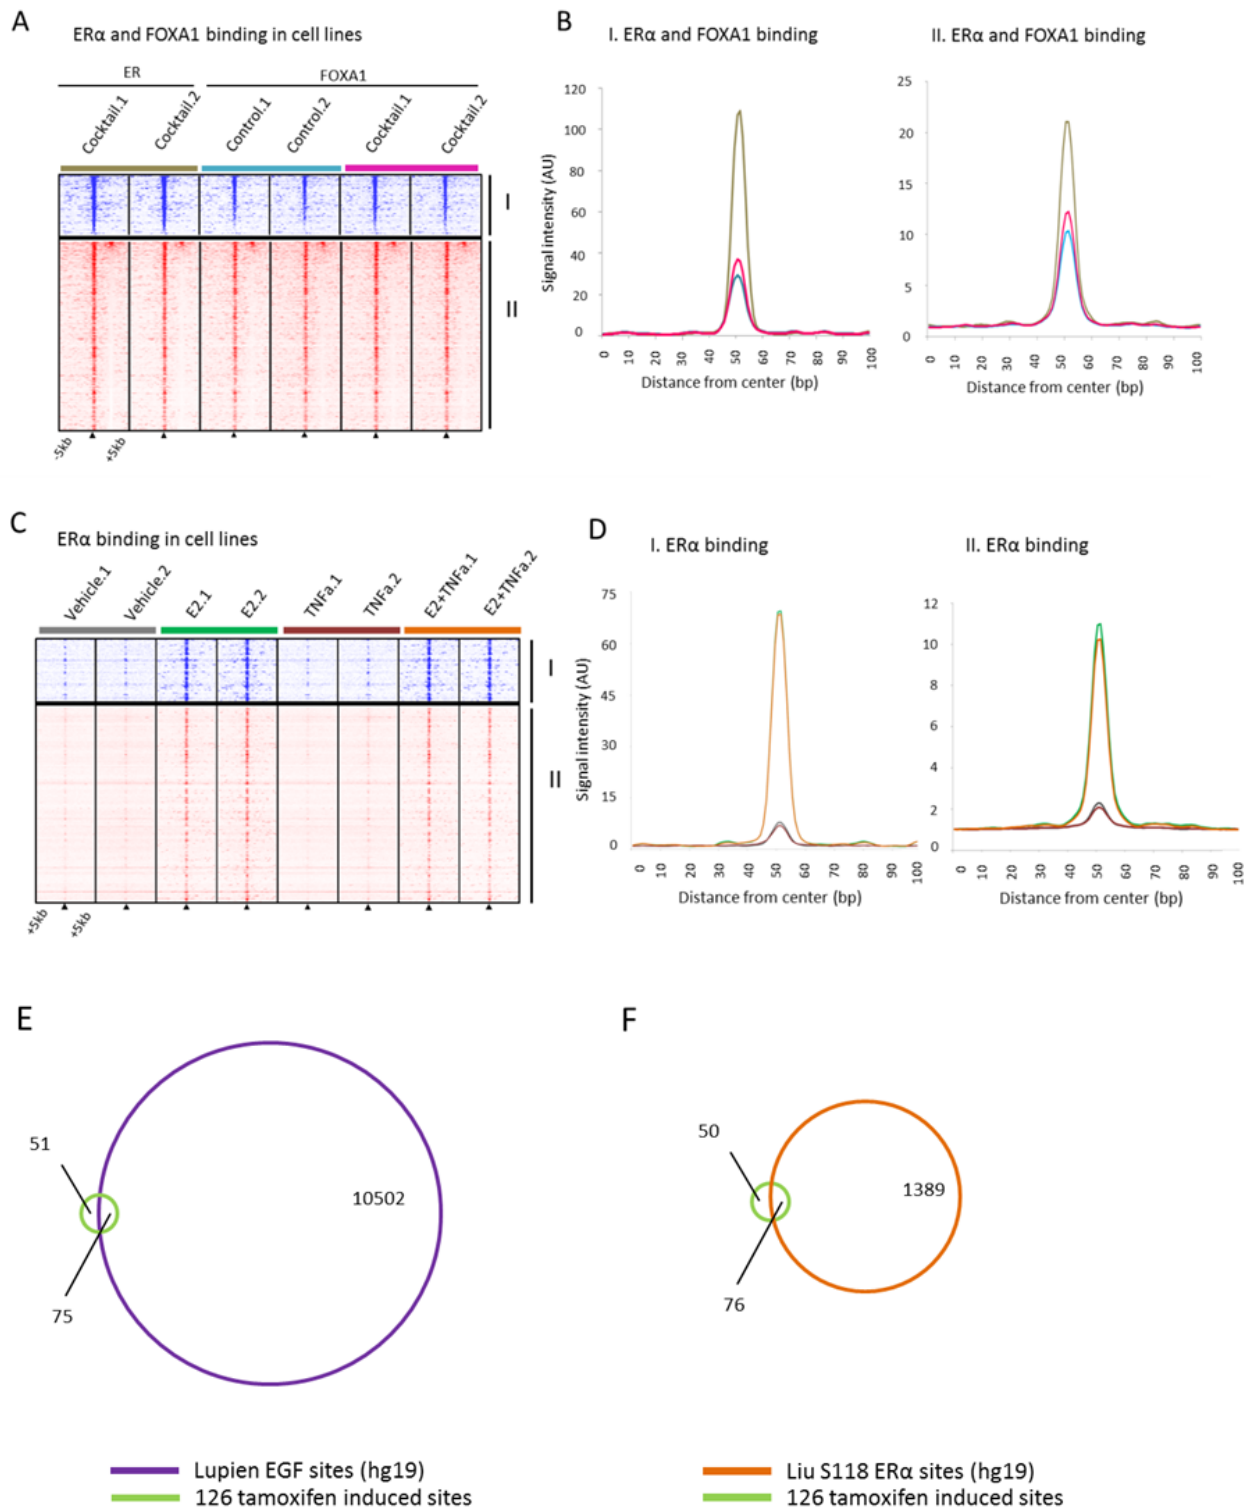 A
ERα and FOXA1 binding in cell lines
ER
FOXA1
Cocktail.1
Cocktail.2
Control.1
Control.2
Cocktail.1
Cocktail.2
I
II
-5kb
+5kb
B
I. ERα and FOXA1 binding
Signal intensity (AU)
120
100
80
60
40
20
0
0 10 20 30 40 50 60 70 80 90 100
Distance from center (bp)
II. ERα and FOXA1 binding
25
20
15
10
5
0
0 10 20 30 40 50 60 70 80 90 100
Distance from center (bp)
C
ERα binding in cell lines
Vehicle.1
Vehicle.2
E2.1
E2.2
TNFa.1
TNFa.2
E2+TNFa.1
E2+TNFa.2
I
II
+5kb
+5kb
D
I. ERα binding
Signal intensity (AU)
75
60
45
30
15
0
0 10 20 30 40 50 60 70 80 90 100
Distance from center (bp)
II. ERα binding
12
10
8
6
4
2
0
0 10 20 30 40 50 60 70 80 90 100
Distance from center (bp)
E
51
10502
75
Lupien EGF sites (hg19)
126 tamoxifen induced sites
F
50
1389
76
Liu S118 ERα sites (hg19)
126 tamoxifen induced sites